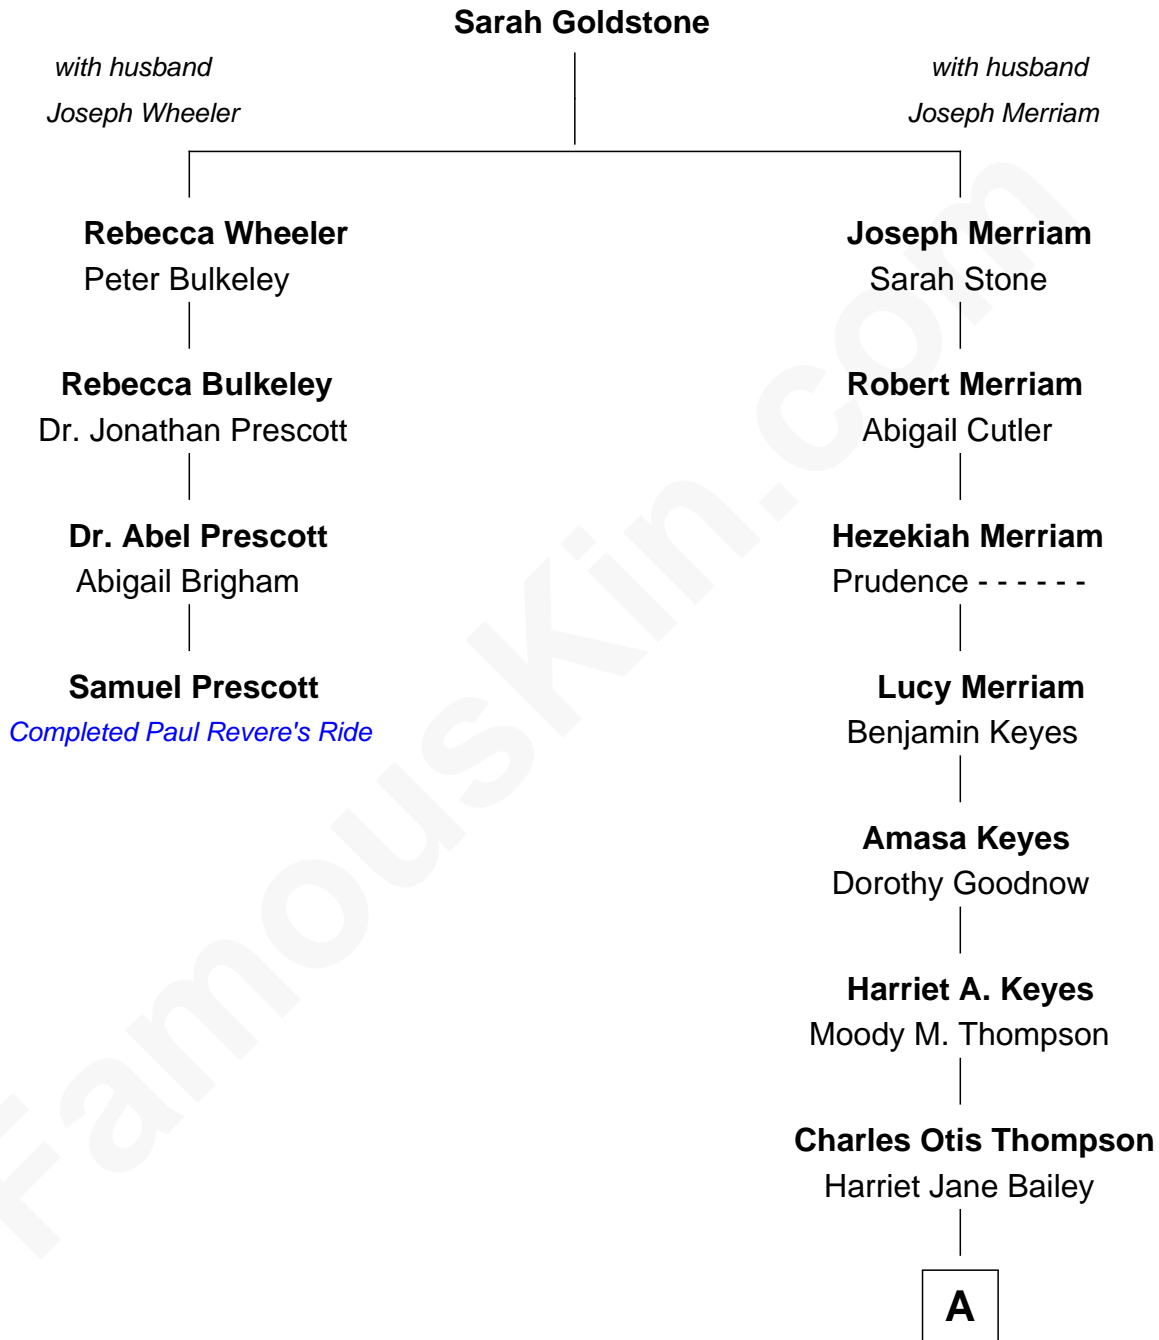 Sarah Goldstone
with husband
Joseph Wheeler
with husband
Joseph Merriam
Rebecca Wheeler
Peter Bulkeley
Rebecca Bulkeley
Dr. Jonathan Prescott
Dr. Abel Prescott
Abigail Brigham
Samuel Prescott
Completed Paul Revere's Ride
Joseph Merriam
Sarah Stone
Robert Merriam
Abigail Cutler
Hezekiah Merriam
Prudence - - - - - -
Lucy Merriam
Benjamin Keyes
Amasa Keyes
Dorothy Goodnow
Harriet A. Keyes
Moody M. Thompson
Charles Otis Thompson
Harriet Jane Bailey
A
FamousKin.com